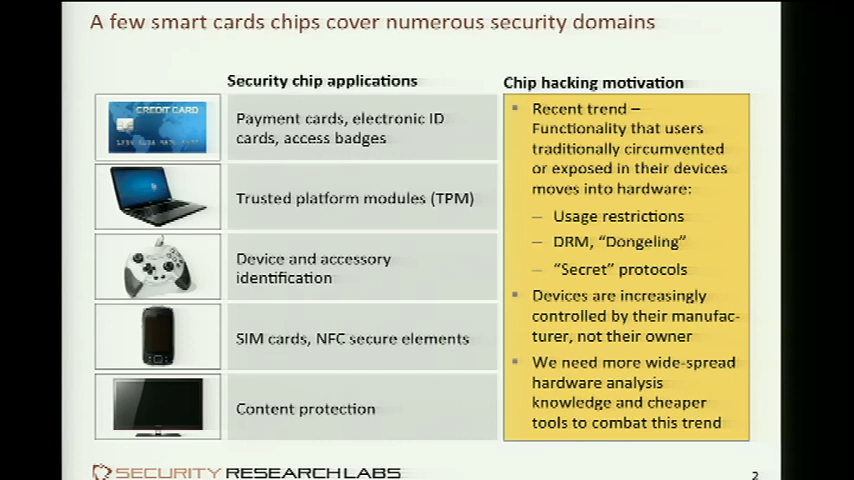 A few smart cards chips cover numerous security domains
Security chip applications
CREDIT CARD
Payment cards, electronic ID
cards, access badges
Trusted platform modules (TPM)
Device and accessory
identification
SIM cards, NFC secure elements
Content protection
Chip hacking motivation
Recent trend –
Functionality that users
traditionally circumvented
or exposed in their devices
moves into hardware:
– Usage restrictions
– DRM, “Dongeling”
– “Secret” protocols
Devices are increasingly
controlled by their manufac-
turer, not their owner
We need more wide-spread
hardware analysis
knowledge and cheaper
tools to combat this trend
SECURITY RESEARCH LABS
2